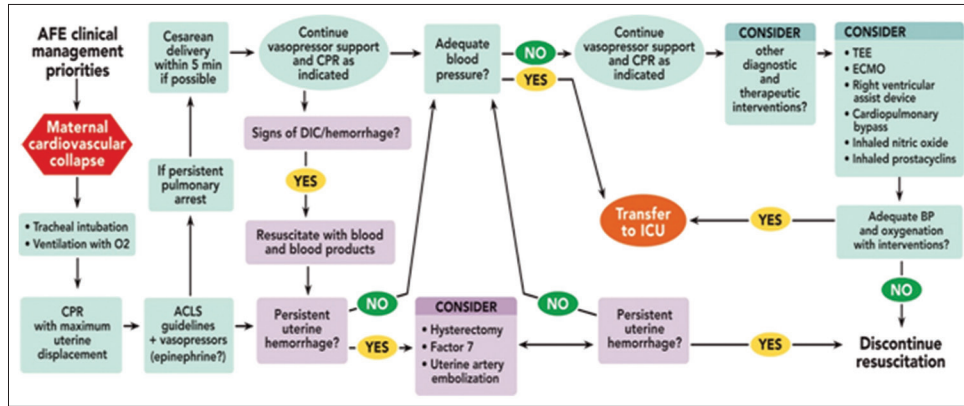 AFE clinical
management
priorities
Maternal
cardiovascular
collapse
• Tracheal intubation
• Ventilation with O2
CPR
with maximum
uterine
displacement
ACLS
guidelines
+ vasopressors
(epinephrine?)
If persistent
pulmonary
arrest
Cesarean
delivery
within 5 min
if possible
Continue
vasopressor support
and CPR as
indicated
Signs of DIC/hemorrhage?
YES
Resuscitate with blood
and blood products
Persistent
uterine
hemorrhage?
NO
YES
CONSIDER
• Hysterectomy
• Factor 7
• Uterine artery
embolization
Persistent
uterine
hemorrhage?
NO
YES
Adequate
blood
pressure?
NO
YES
Continue
vasopressor support
and CPR as
indicated
CONSIDER
other
diagnostic
and
therapeutic
interventions?
CONSIDER
• TEE
• ECMO
• Right ventricular
assist device
• Cardiopulmonary
bypass
• Inhaled nitric oxide
• Inhaled prostacyclins
Adequate BP
and oxygenation
with interventions?
YES
Transfer
to ICU
NO
Discontinue
resuscitation